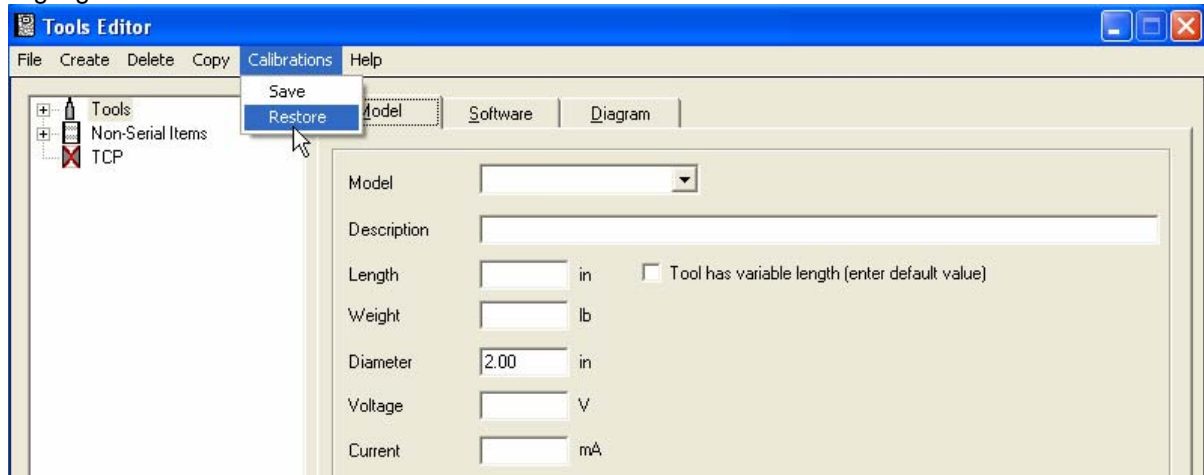 Tools Editor
File Create Delete Copy Calibrations Help
Save
Restore
Tools
Non-Serial Items
TCP
Model Software Diagram
Model
Description
Length in Tool has variable length (enter default value)
Weight lb
Diameter 2.00 in
Voltage V
Current mA